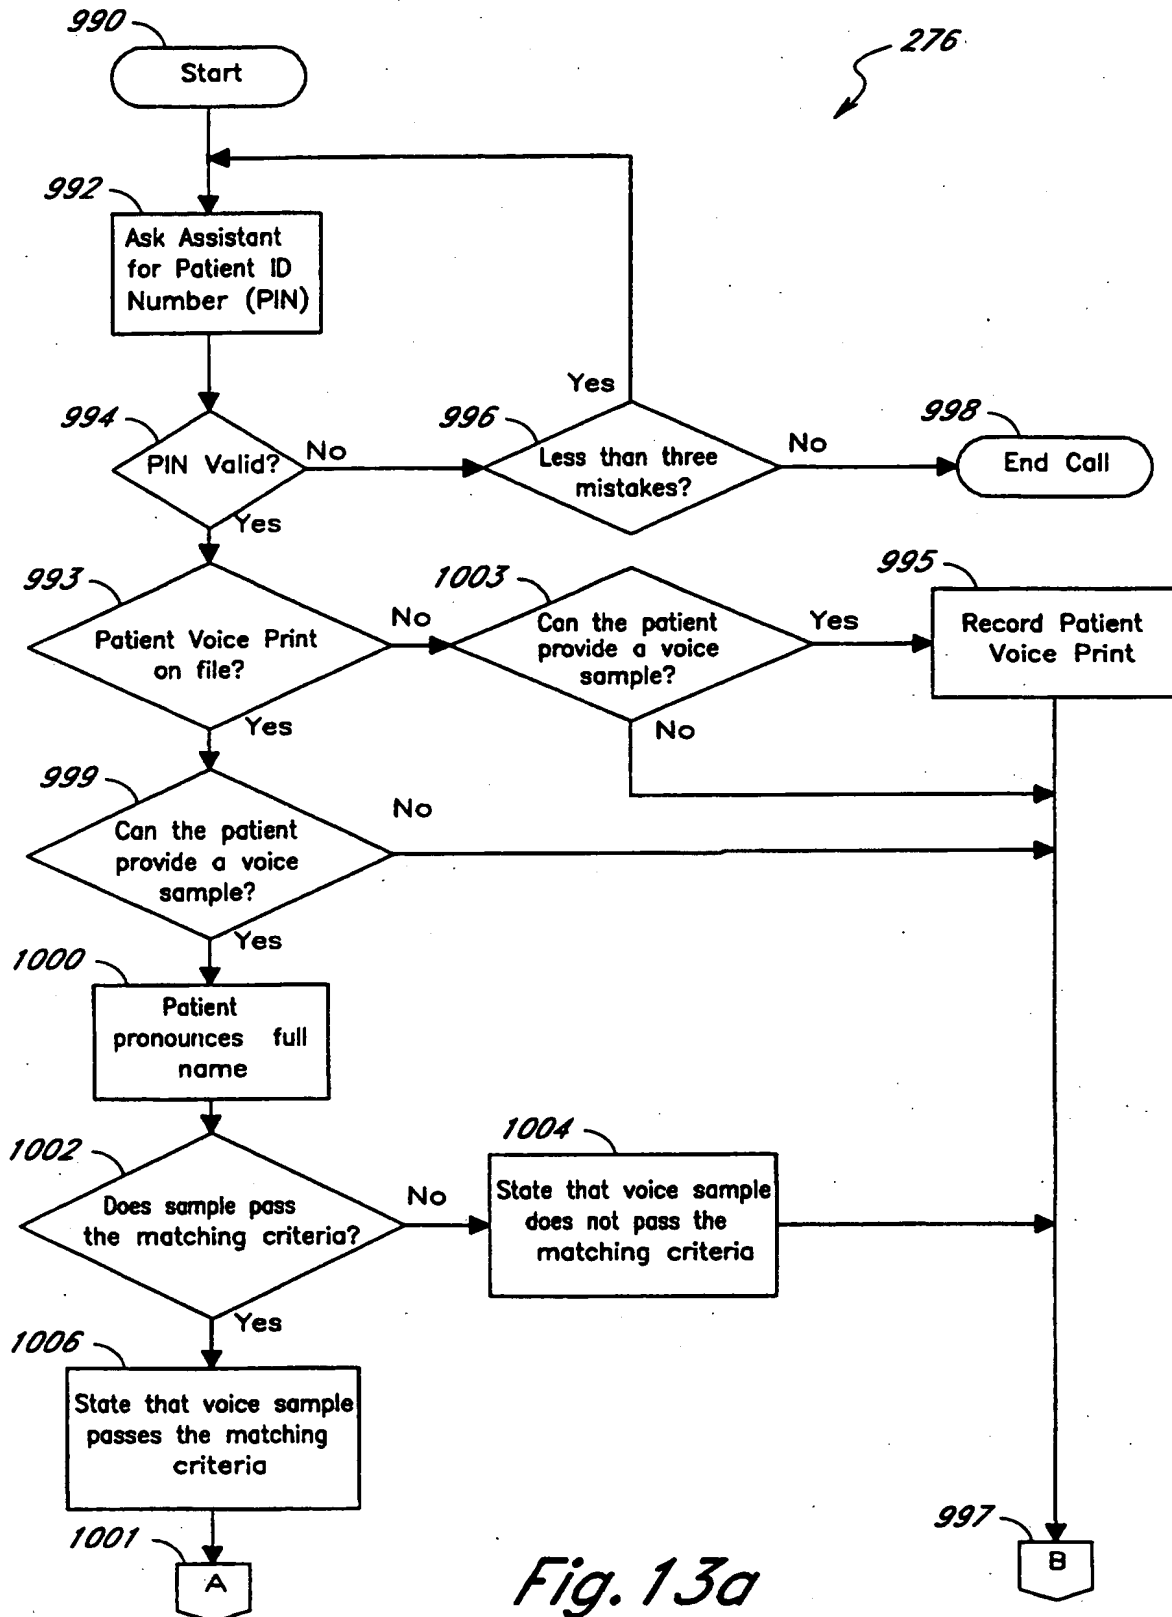 990
Start
276
992
Ask Assistant
for Patient ID
Number (PIN)
Yes
994
PIN Valid?
No
996
Less than three
mistakes?
No
998
End Call
Yes
993
Patient Voice Print
on file?
No
1003
Can the patient
provide a voice
sample?
Yes
995
Record Patient
Voice Print
Yes
No
999
Can the patient
provide a voice
sample?
No
Yes
1000
Patient
pronounces full
name
1002
Does sample pass
the matching criteria?
No
1004
State that voice sample
does not pass the
matching criteria
Yes
1006
State that voice sample
passes the matching
criteria
1001
A
997
B
Fig. 13a